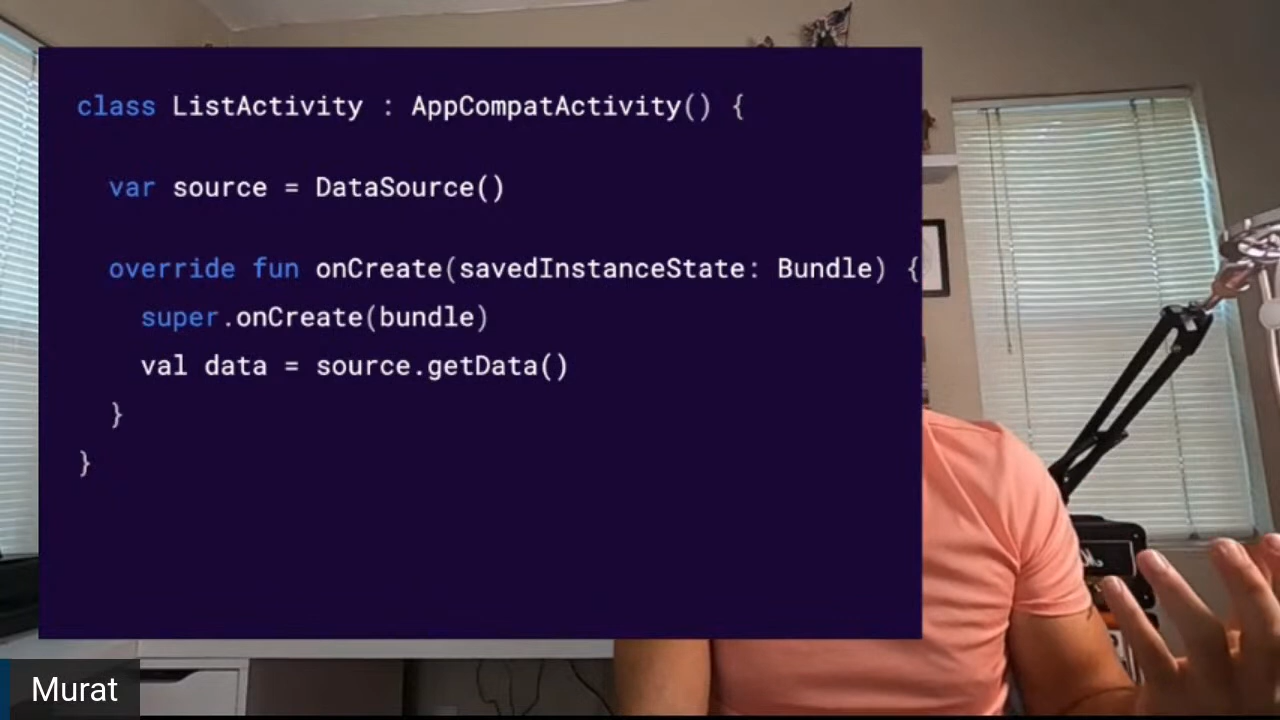 class ListActivity : AppCompatActivity() {
var source = DataSource()
override fun onCreate(savedInstanceState: Bundle) {
super.onCreate(bundle)
val data = source.getData()
}
}
Murat